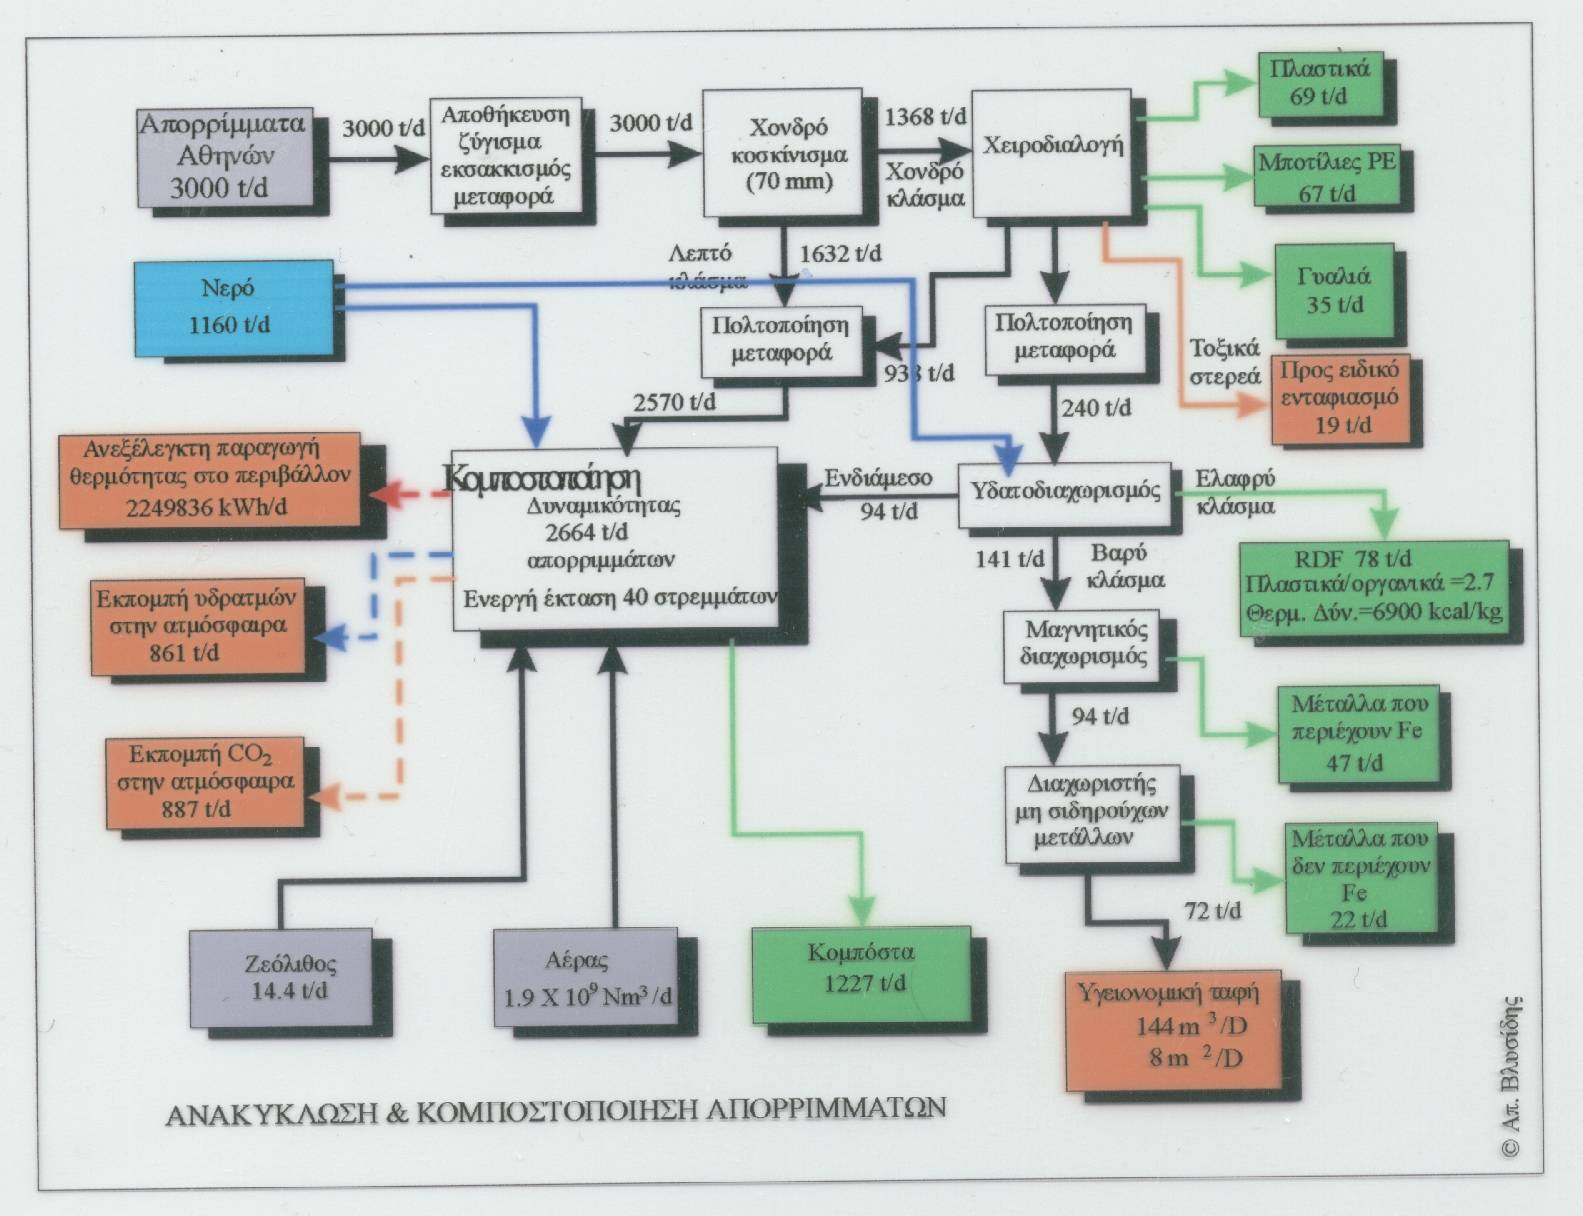 Απορρίμματα
Αθηνών
3000 t/d
3000 t/d
Αποθήκευση
ζύγισμα
εκσακκισμός
μεταφορά
3000 t/d
Χονδρό
κοσκίνισμα
(70 mm)
1368 t/d
Χονδρό
κλάσμα
Χειροδιαλογή
Πλαστικά
69 t/d
Μποτίλιες PE
67 t/d
Γυαλιά
35 t/d
Τοξικά
στερεά
Προς ειδικό
ενταφιασμό
19 t/d
Νερό
1160 t/d
Λεπτό
κλάσμα
1632 t/d
Πολτοποίηση
μεταφορά
938 t/d
Πολτοποίηση
μεταφορά
2570 t/d
240 t/d
Ανεξέλεγκτη παραγωγή
θερμότητας στο περιβάλλον
2249836 kWh/d
Κομποστοποίηση
Δυναμικότητας
2664 t/d
απορριμμάτων
Ενεργή έκταση 40 στρεμμάτων
Ενδιάμεσο
94 t/d
Υδατοδιαχωρισμός
Ελαφρύ
κλάσμα
RDF 78 t/d
Πλαστικά/οργανικά =2.7
Θερμ. Δύν.=6900 kcal/kg
141 t/d
Βαρύ
κλάσμα
Εκπομπή υδρατμών
στην ατμόσφαιρα
861 t/d
Μαγνητικός
διαχωρισμός
Μέταλλα που
περιέχουν Fe
47 t/d
94 t/d
Εκπομπή CO2
στην ατμόσφαιρα
887 t/d
Διαχωριστής
μη σιδηρούχων
μετάλλων
Μέταλλα που
δεν περιέχουν
Fe
22 t/d
72 t/d
Ζεόλιθος
14.4 t/d
Αέρας
1.9 X 10⁹ Nm³/d
Κομπόστα
1227 t/d
Υγειονομική ταφή
144 m ³/D
8 m ²/D
ΑΝΑΚΥΚΛΩΣΗ & ΚΟΜΠΟΣΤΟΠΟΙΗΣΗ ΑΠΟΡΡΙΜΜΑΤΩΝ
© Απ. Βλυσίδης